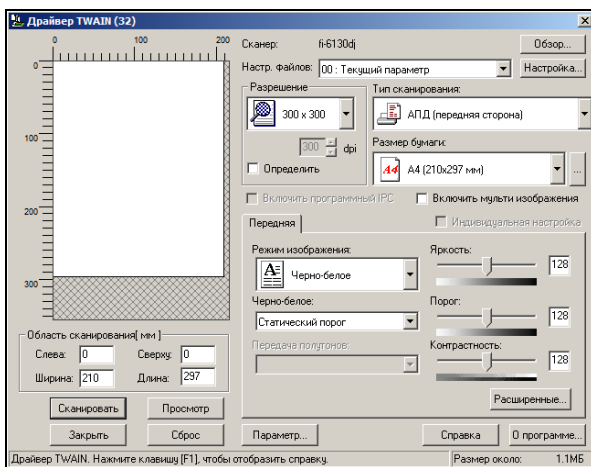 Драйвер TWAIN (32)
0 100 200
0
100
200
300
Сканер: fi-6130dj Обзор...
Настр. файлов: 00 : Текущий параметр Настройка...
Разрешение
300 x 300
300 dpi
Определить
Тип сканирования:
АПД (передняя сторона)
Размер бумаги:
A4 A4 (210x297 мм) ...
Включить программный IPC Включить мульти изображения
Передняя Индивидуальная настройка
Режим изображения:
Черно-белое
Черно-белое:
Статический порог
Передача полутонов:
Яркость:
128
Порог:
128
Контрастность:
128
Расширенные...
Область сканирования[ мм ]
Слева: 0 Сверху: 0
Ширина: 210 Длина: 297
Сканировать Просмотр
Закрыть Сброс Параметр... Справка О программе...
Драйвер TWAIN. Нажмите клавишу [F1], чтобы отобразить справку. Размер около: 1.1МБ